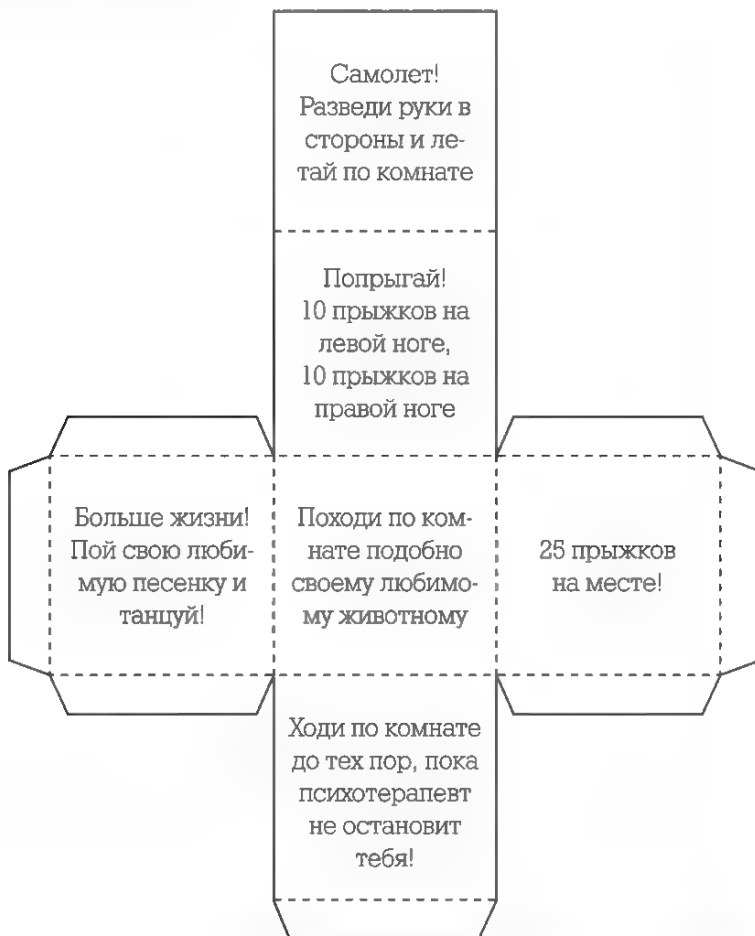 Самолет!
Разведи руки в
стороны и ле-
тай по комнате
Попрыгай!
10 прыжков на
левой ноге,
10 прыжков на
правой ноге
Больше жизни!
Пой свою люби-
мую песенку и
танцуй!
Походи по ком-
нате подобно
своему любимо-
му животному
25 прыжков
на месте!
Ходи по комнате
до тех пор, пока
психотерапевт
не остановит
тебя!